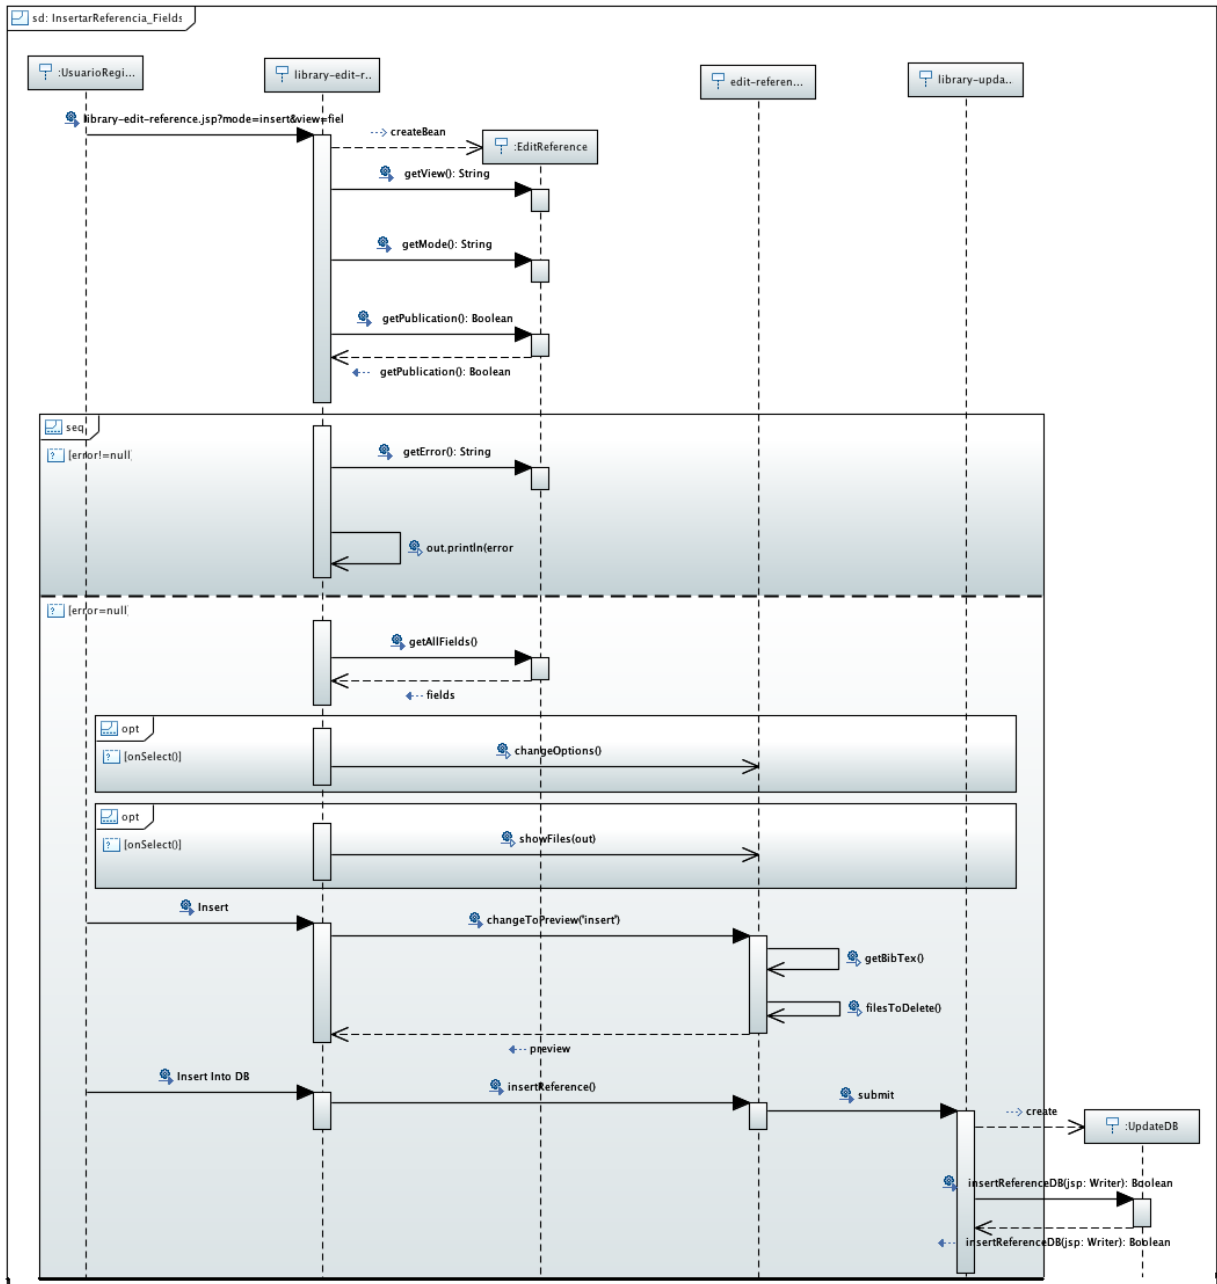 sd: InsertarReferencia_Fields
:UsuarioRegi...
library-edit-r..
edit-referen...
library-upda..
library-edit-reference.jsp?mode=insert&view=fiel
createBean
:EditReference
getView(): String
getMode(): String
getPublication(): Boolean
getPublication(): Boolean
seq
[error!=null]
getError(): String
out.println(error
[error=null]
getAllFields()
fields
opt
[onSelect()]
changeOptions()
opt
[onSelect()]
showFiles(out)
Insert
changeToPreview("insert")
getBibTex()
filesToDelete()
preview
Insert Into DB
insertReference()
submit
create
:UpdateDB
insertReferenceDB(jsp: Writer): Boolean
insertReferenceDB(jsp: Writer): Boolean